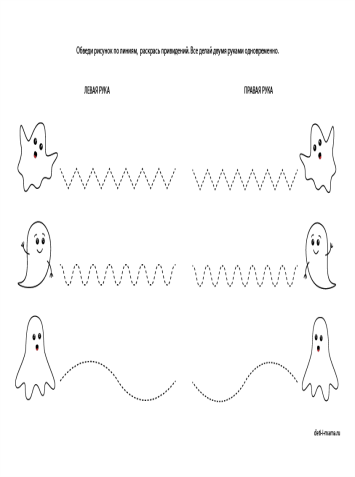 Обведи рисунок по линиям, раскрась привидений. Все делай двумя руками одновременно.
ЛЕВАЯ РУКА
ПРАВАЯ РУКА
deti-i-mama.ru